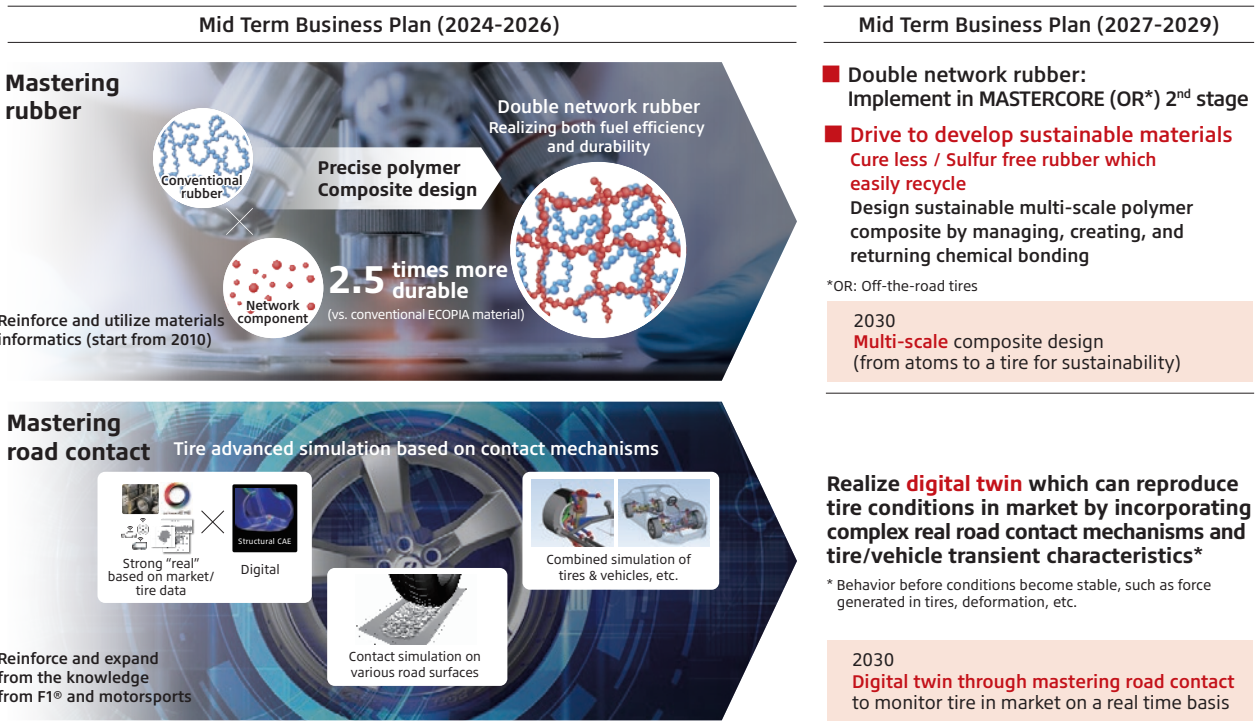 Mid Term Business Plan (2024-2026)
Mid Term Business Plan (2027-2029)
Mastering
rubber
Conventional
rubber
Precise polymer
Composite design
Double network rubber
Realizing both fuel efficiency
and durability
Network
component
2.5 times more
durable
(vs. conventional ECOPIA material)
Reinforce and utilize materials
informatics (start from 2010)
■ Double network rubber:
Implement in MASTERCORE (OR*) 2nd stage
■ Drive to develop sustainable materials
Cure less / Sulfur free rubber which
easily recycle
Design sustainable multi-scale polymer
composite by managing, creating, and
returning chemical bonding
*OR: Off-the-road tires
2030
Multi-scale composite design
(from atoms to a tire for sustainability)
Mastering
road contact
Tire advanced simulation based on contact mechanisms
Strong "real"
based on market/
tire data
Structural CAE
Digital
Contact simulation on
various road surfaces
Combined simulation of
tires & vehicles, etc.
Reinforce and expand
from the knowledge
from F1® and motorsports
Realize digital twin which can reproduce
tire conditions in market by incorporating
complex real road contact mechanisms and
tire/vehicle transient characteristics*
* Behavior before conditions become stable, such as force
generated in tires, deformation, etc.
2030
Digital twin through mastering road contact
to monitor tire in market on a real time basis